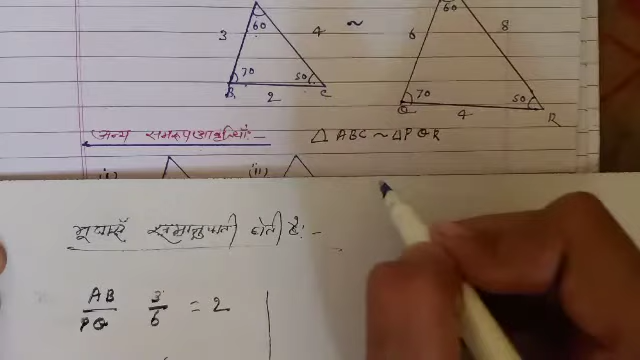 60 60
3 4 ~ 6 8
70 50 70 50
B 2 C Q 4 R
अन्य समरूप आकृतियाँ:- △ ABC ~ △PQR
(i) (ii)
भुजाएँ समानुपाती होती है:-
AB/PQ 3/6 = 2